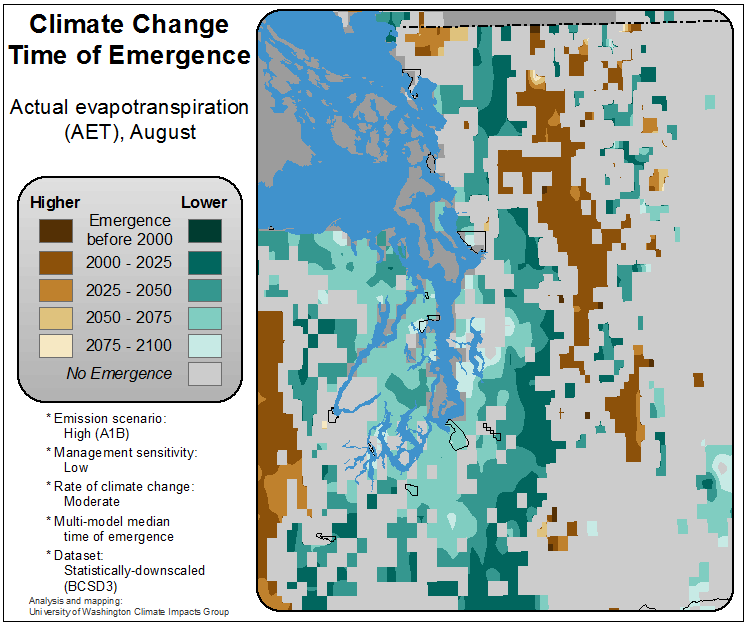 Climate Change
Time of Emergence
Actual evapotranspiration
(AET), August
Higher Lower
Emergence
before 2000
2000 - 2025
2025 - 2050
2050 - 2075
2075 - 2100
No Emergence
* Emission scenario:
High (A1B)
* Management sensitivity:
Low
* Rate of climate change:
Moderate
* Multi-model median
time of emergence
* Dataset:
Statistically-downscaled
(BCSD3)
Analysis and mapping:
University of Washington Climate Impacts Group